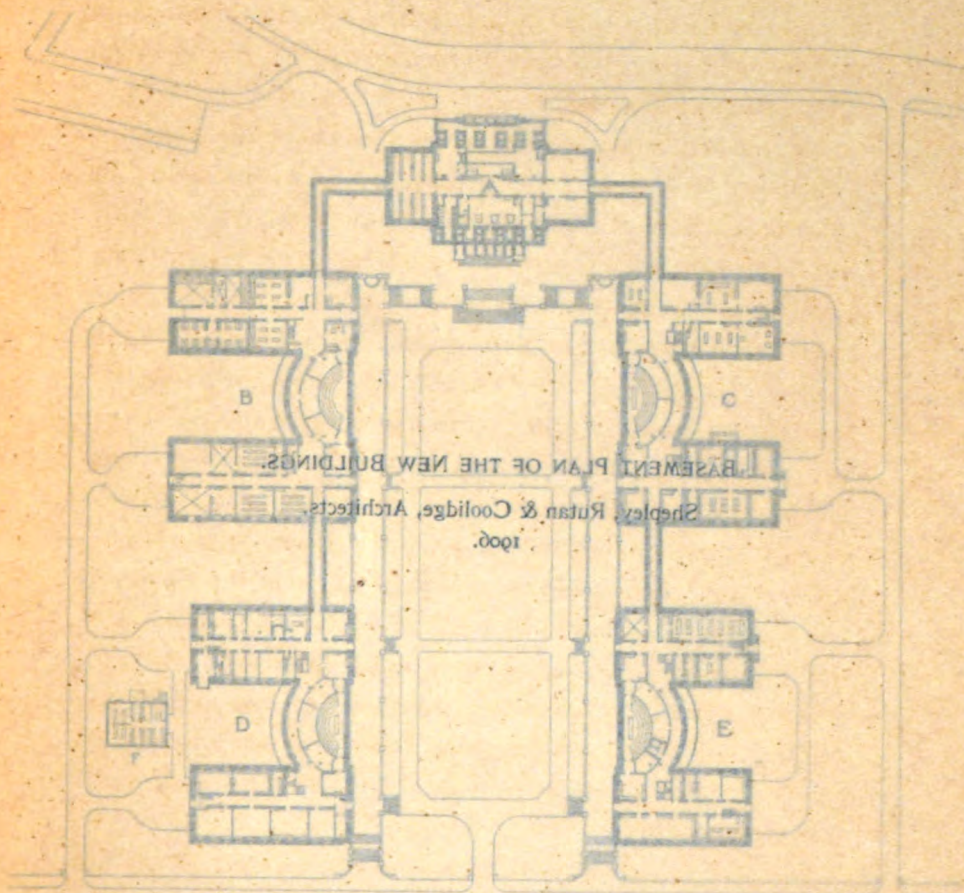 A
B
C
BASEMENT PLAN OF THE NEW BUILDINGS.
Shepley, Rutan & Coolidge, Architects.
1906.
D
E
F